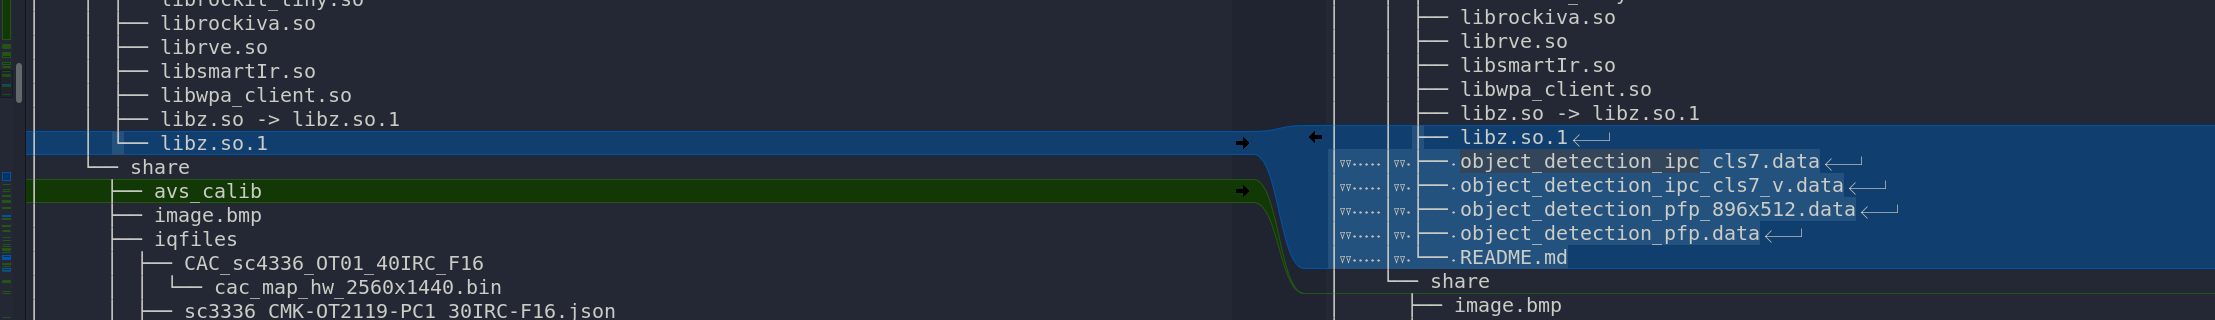 librockit_tiny.so
├── librockiva.so
├── librve.so
├── libsmartIr.so
├── libwpa_client.so
├── libz.so -> libz.so.1
└── libz.so.1
└── share
├── avs_calib
├── image.bmp
├── iqfiles
├── CAC_sc4336_OT01_40IRC_F16
└── cac_map_hw_2560x1440.bin
├── sc3336_CMK-OT2119-PC1_30IRC-F16.json
├── librockiva.so
├── librve.so
├── libsmartIr.so
├── libwpa_client.so
├── libz.so -> libz.so.1
├── libz.so.1
├── object_detection_ipc_cls7.data
├── object_detection_ipc_cls7_v.data
├── object_detection_pfp_896x512.data
├── object_detection_pfp.data
└── README.md
└── share
├── image.bmp